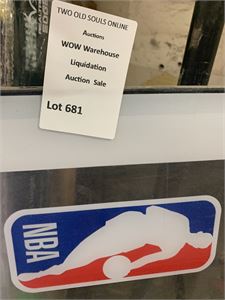 TWO OLD SOULS ONLINE
Auctions
WOW Warehouse
Liquidation
Auction Sale
Lot 681
NBA